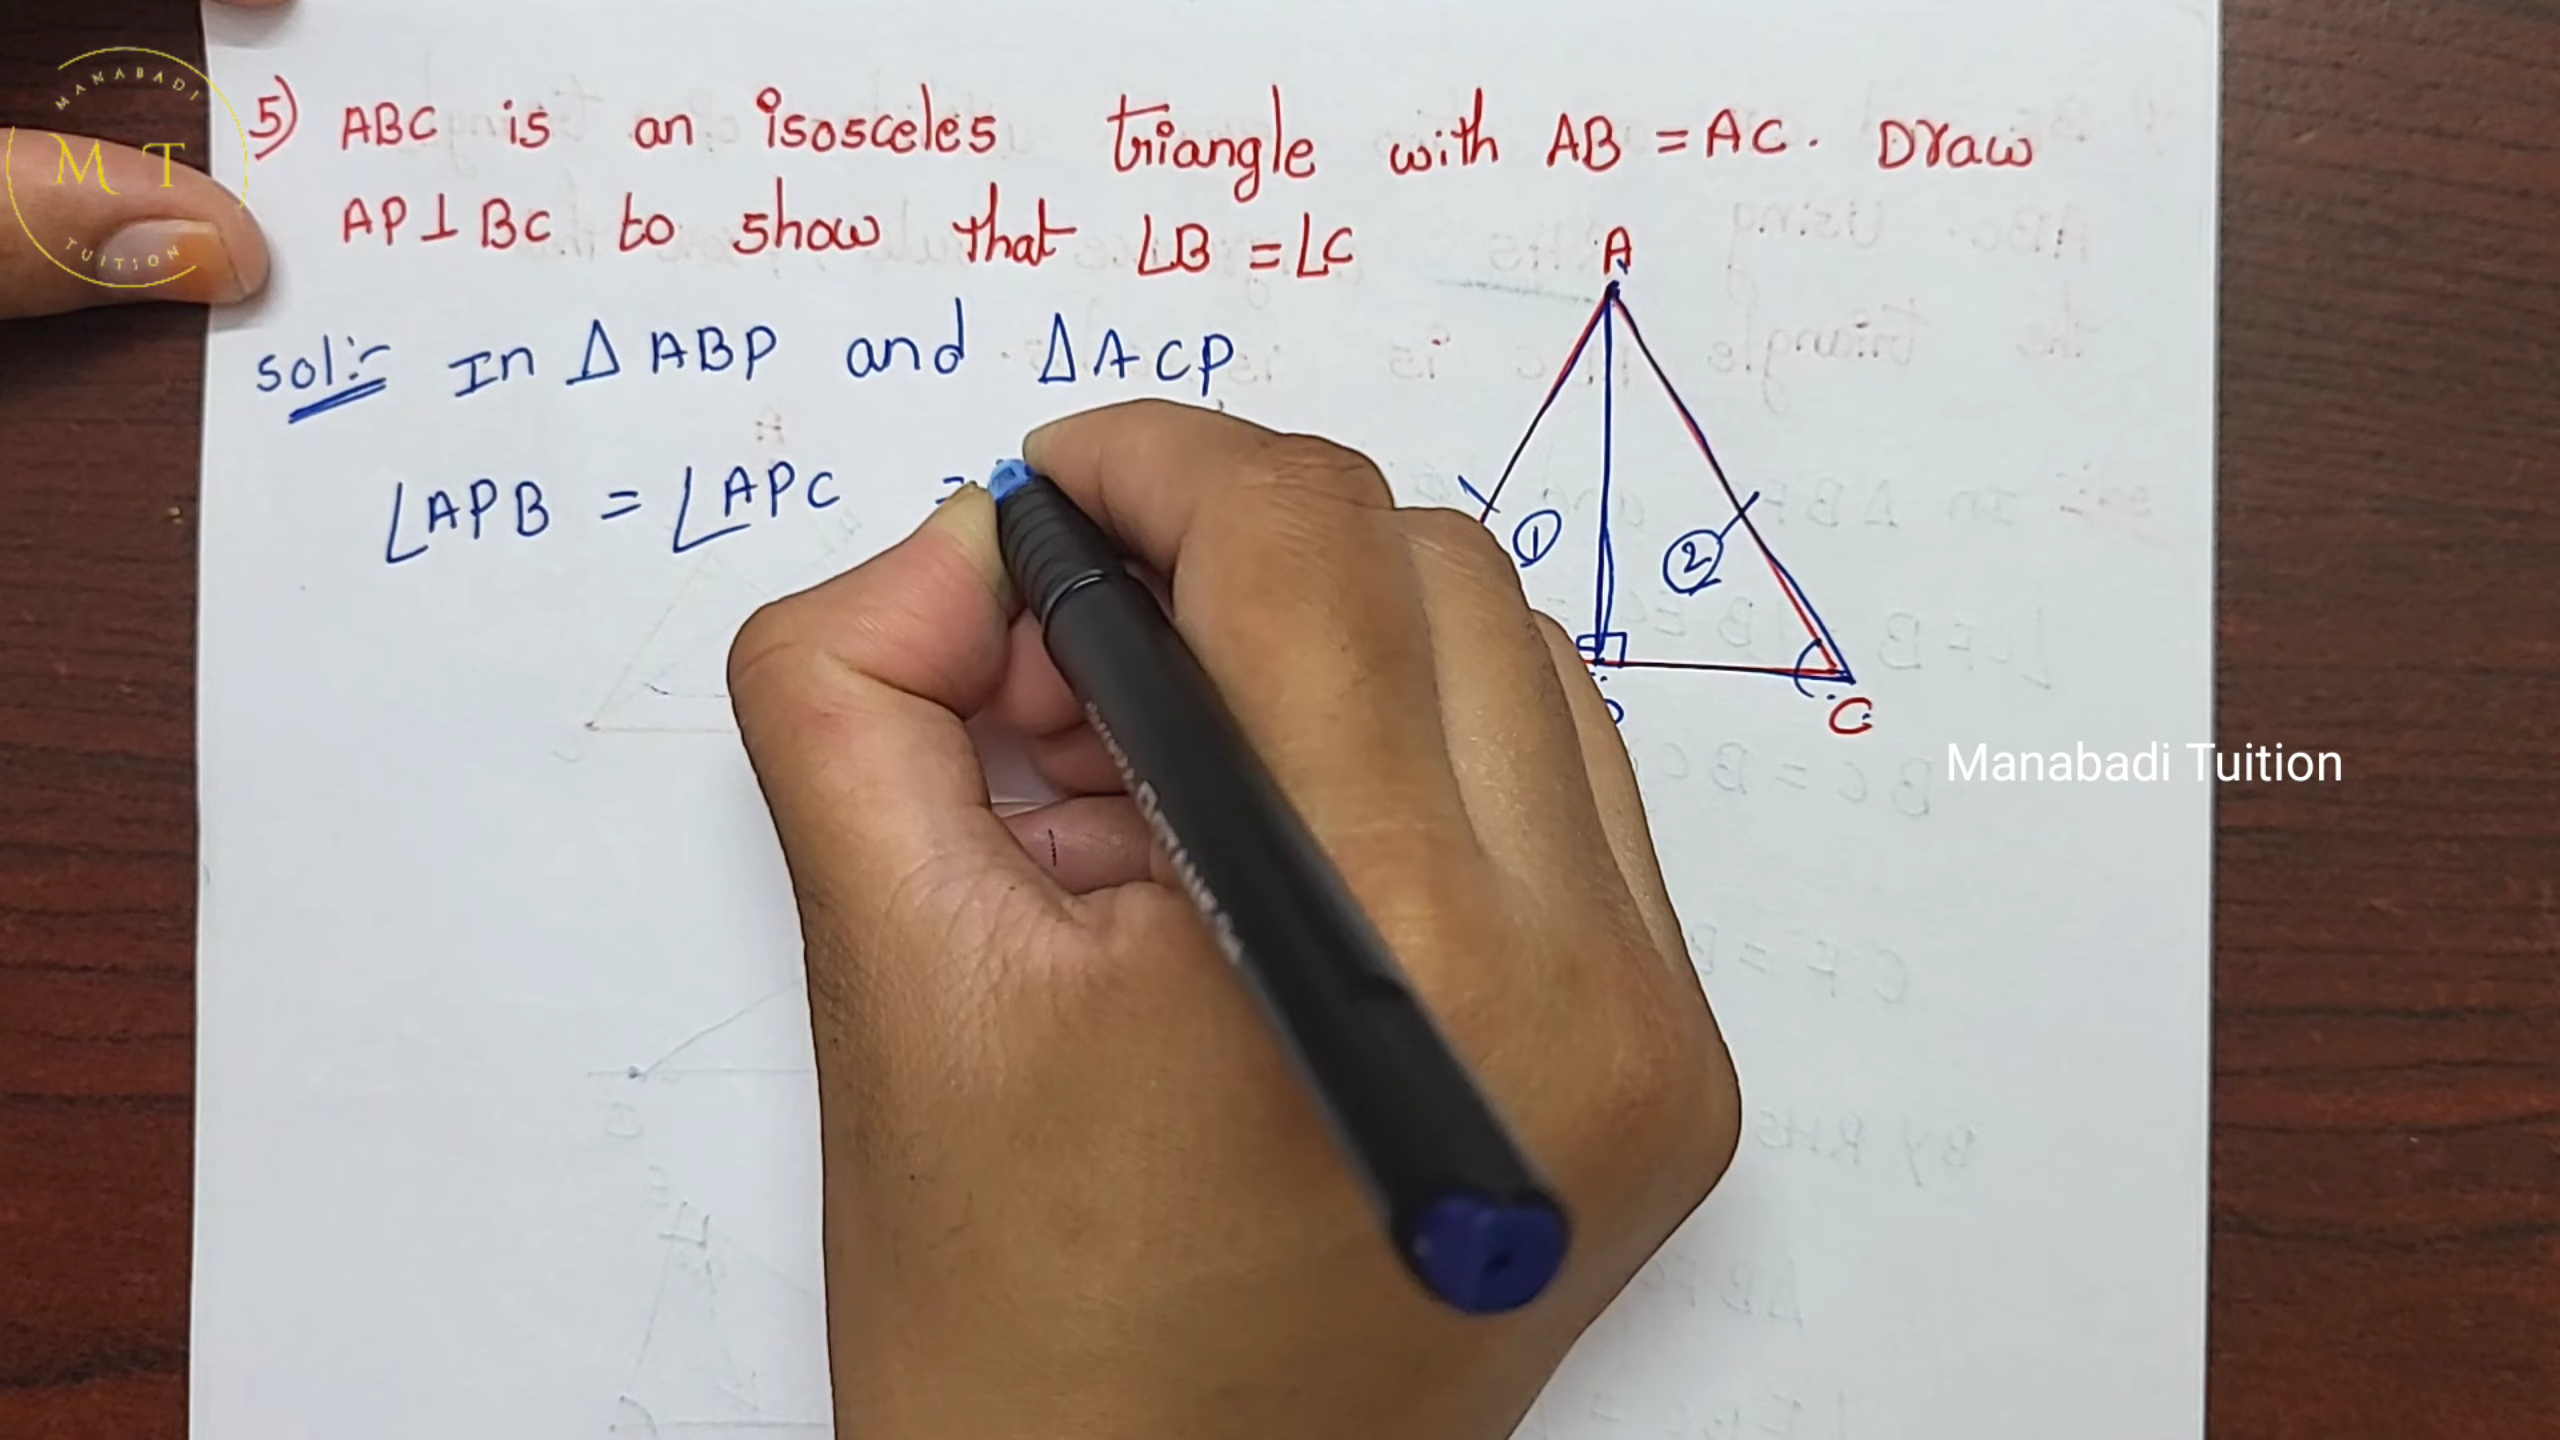 MANABADI
M T
TUITION
5) ABC is an isosceles triangle with AB = AC. Draw
AP⊥BC to show that ∠B = ∠C
Sol:- In Δ ABP and ΔACP
∠APB = ∠APC =
A
1
2
C
Manabadi Tuition